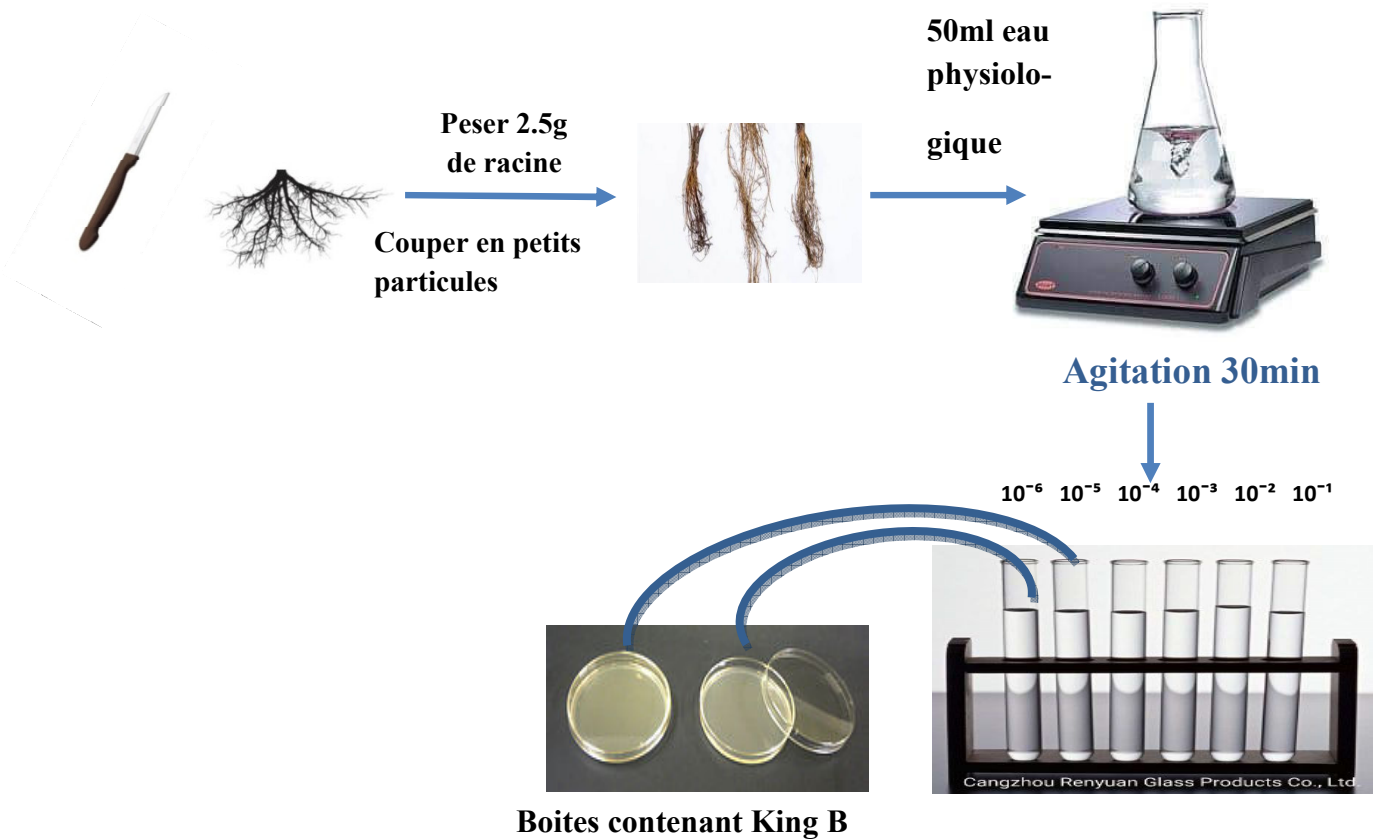 Peser 2.5g
de racine
Couper en petits
particules
50ml eau
physiolo-
gique
Agitation 30min
10⁻⁶ 10⁻⁵ 10⁻⁴ 10⁻³ 10⁻² 10⁻¹
Cangzhou Renyuan Glass Products Co., Ltd.
Boites contenant King B